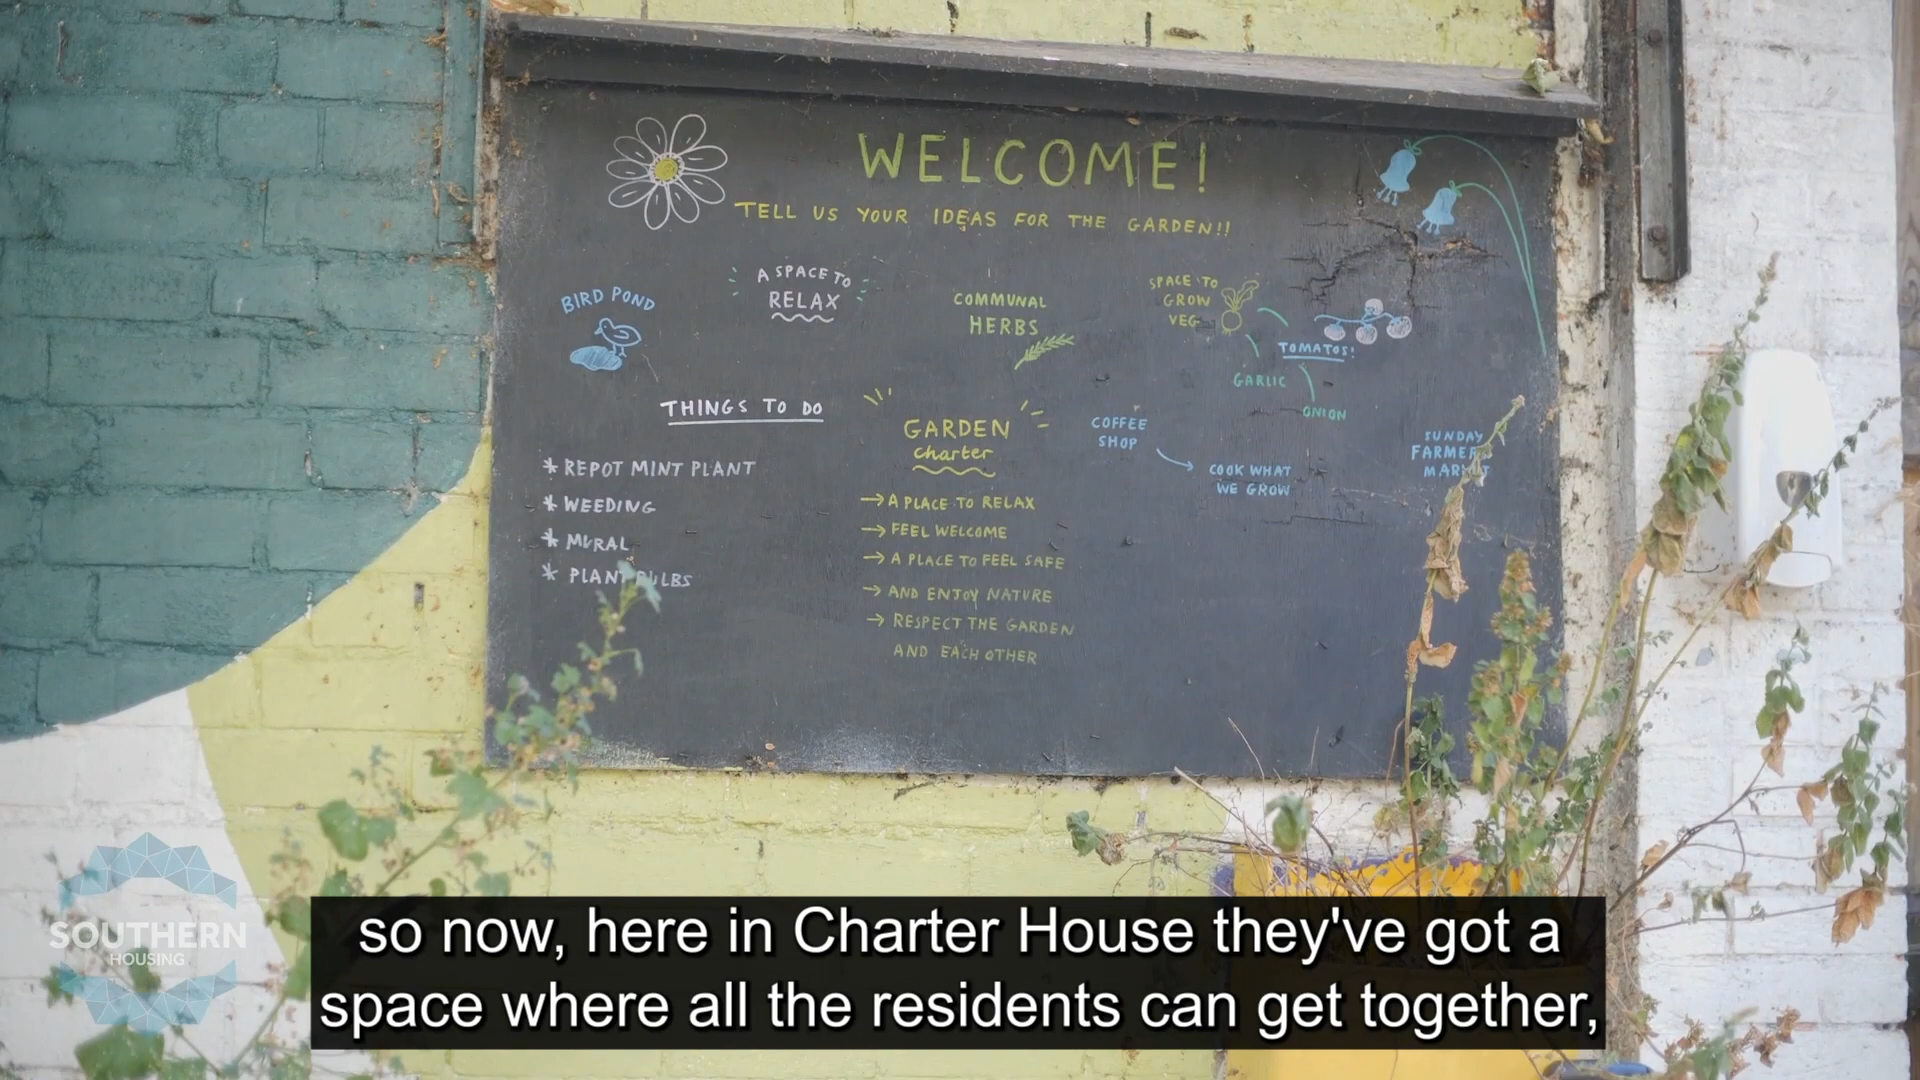 WELCOME!
TELL US YOUR IDEAS FOR THE GARDEN!!
BIRD POND
A SPACE TO
RELAX
COMMUNAL
HERBS
SPACE TO
GROW
VEG
TOMATOS!
GARLIC
ONION
THINGS TO DO
* REPOT MINT PLANT
* WEEDING
* MURAL
* PLANT BULBS
GARDEN
charter
→ A PLACE TO RELAX
→ FEEL WELCOME
→ A PLACE TO FEEL SAFE
→ AND ENJOY NATURE
→ RESPECT THE GARDEN
AND EACH OTHER
COFFEE
SHOP
COOK WHAT
WE GROW
SUNDAY
FARMERS
MARKET
SOUTHERN
HOUSING
so now, here in Charter House they've got a
space where all the residents can get together,